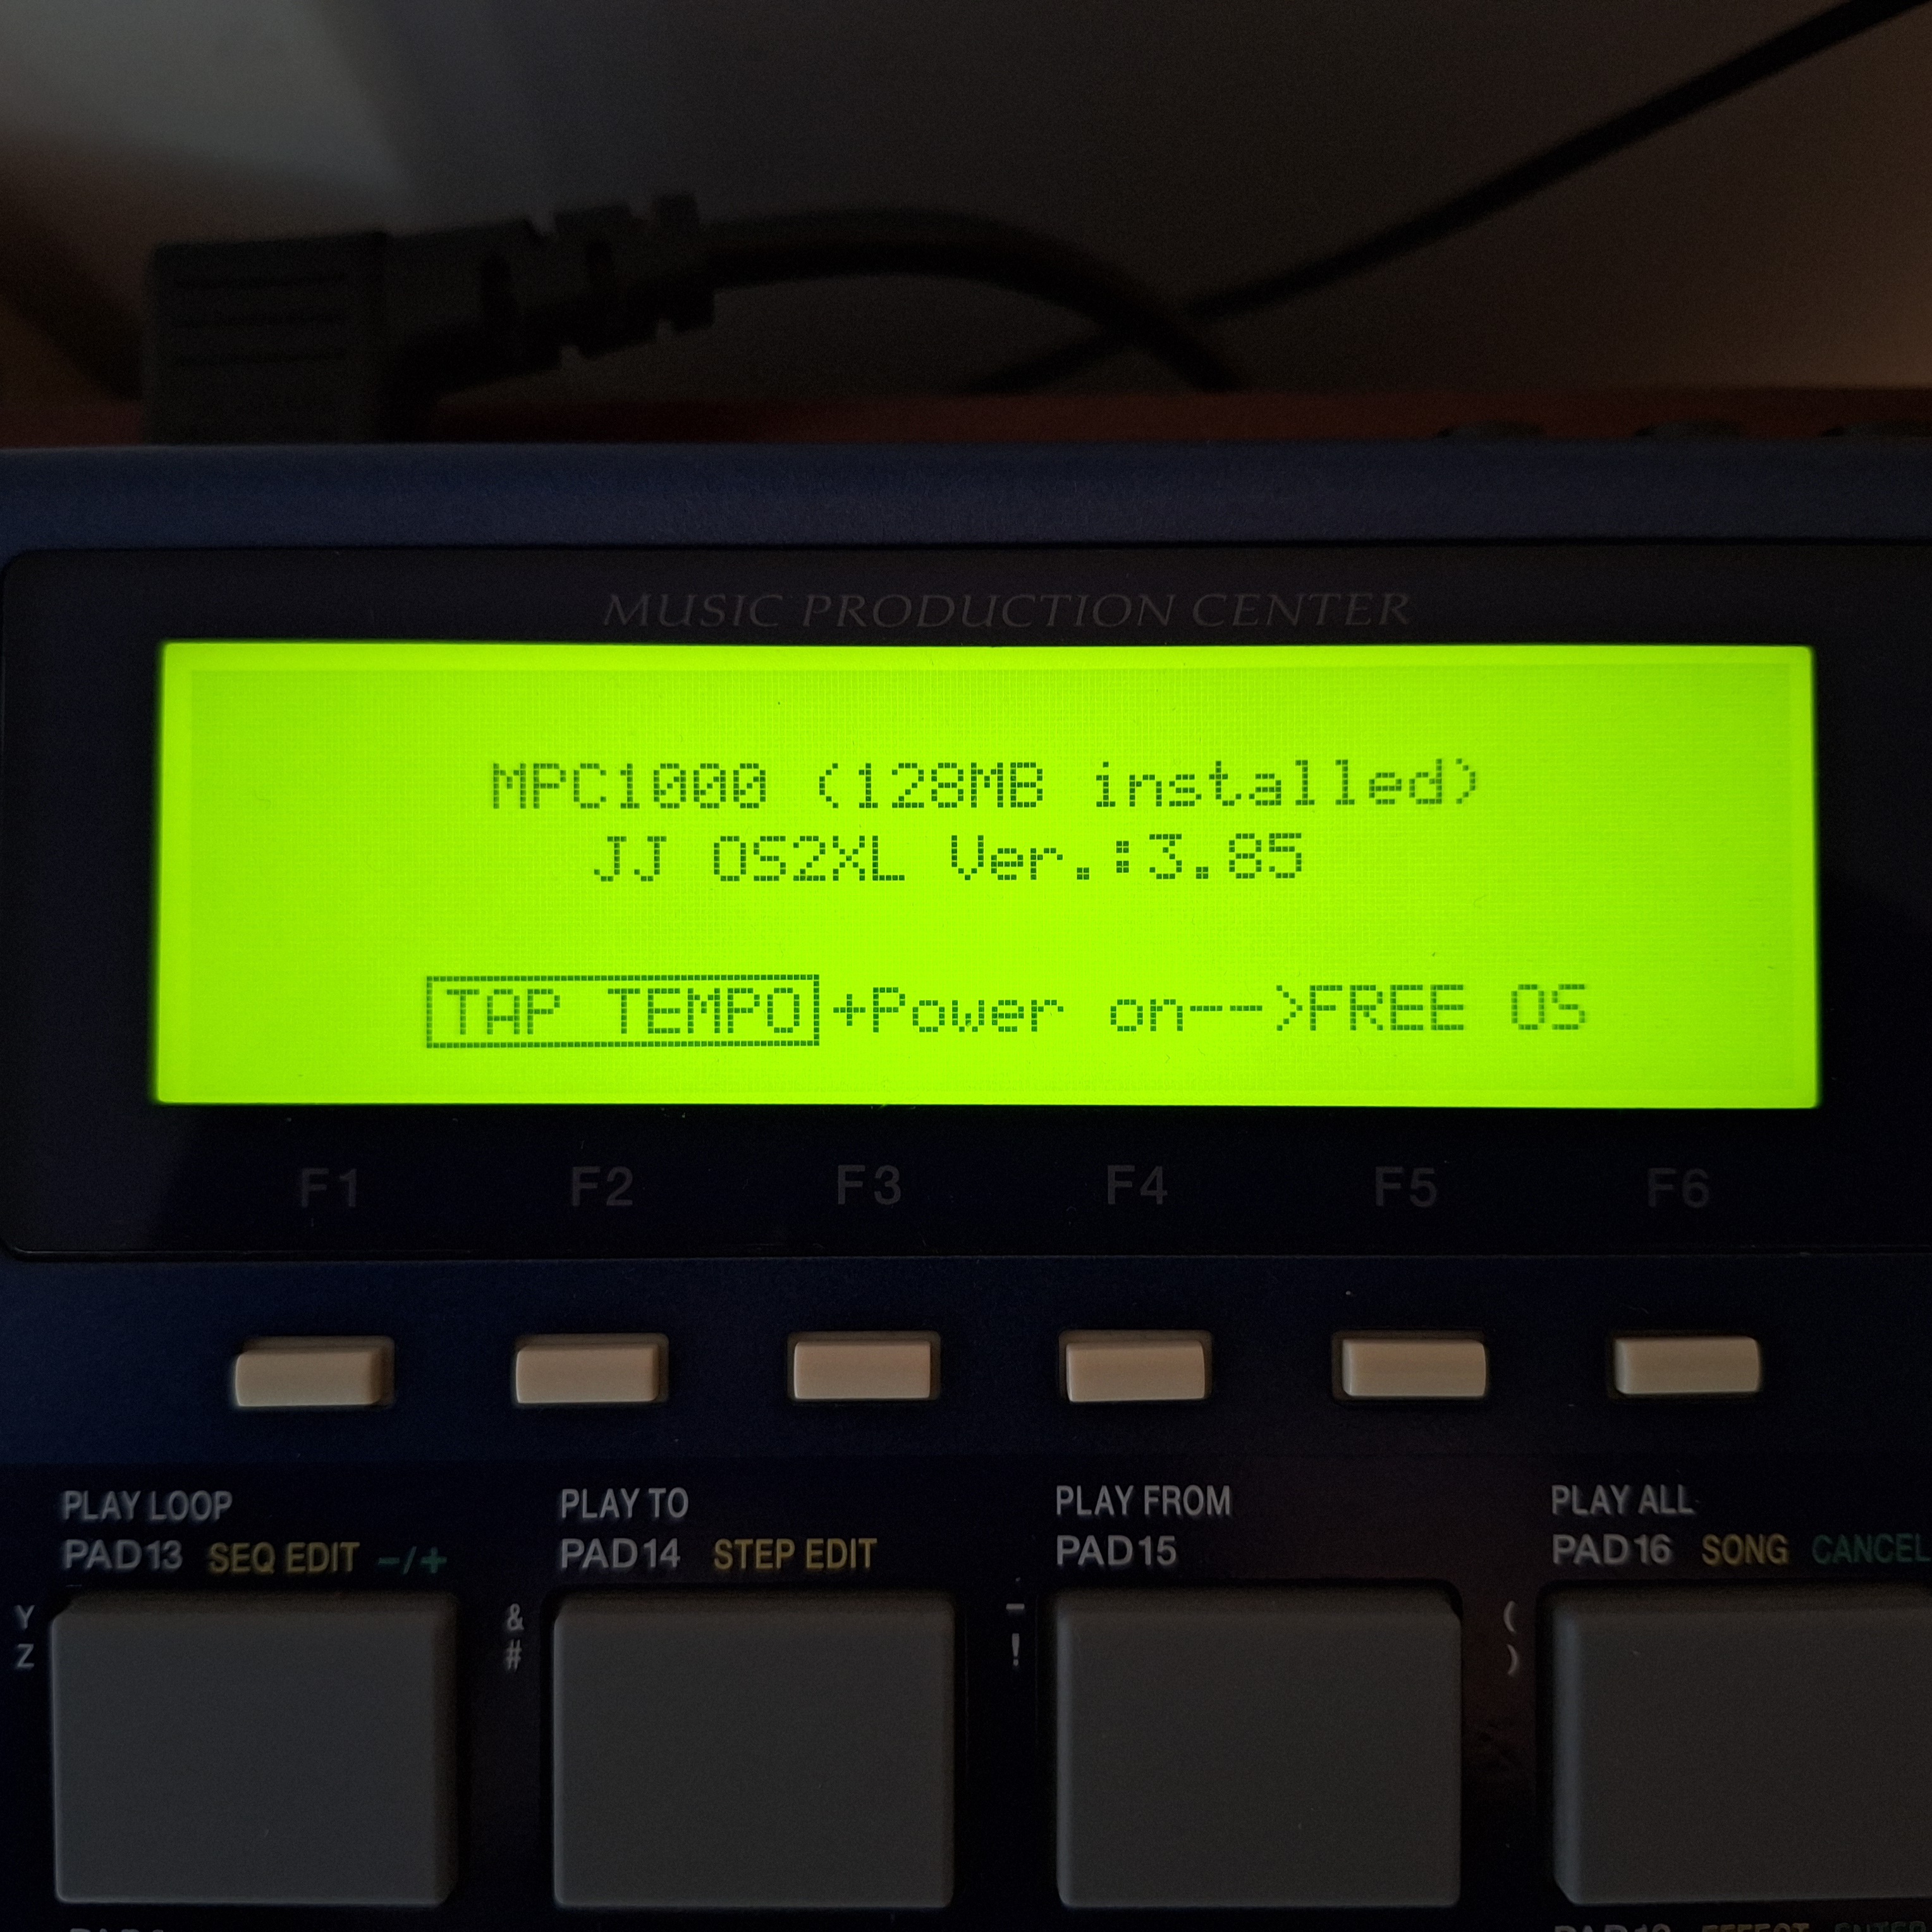 MUSIC PRODUCTION CENTER
MPC1000 (128MB installed)
JJ OS2XL Ver.:3.85
TAP TEMPO+Power on-->FREE OS
F1 F2 F3 F4 F5 F6
PLAY LOOP PLAY TO PLAY FROM PLAY ALL
PAD13 SEQ EDIT -/+ PAD14 STEP EDIT PAD15 PAD16 SONG CANCEL
Y & - (
Z # ! )